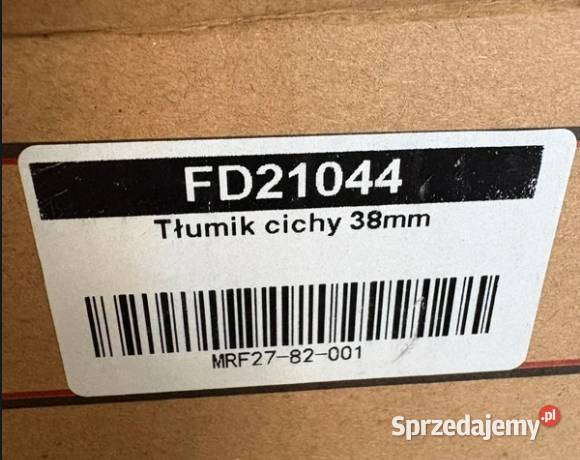 FD21044
Tłumik cichy 38mm
MRF27-82-001
Sprzedajemy.pl